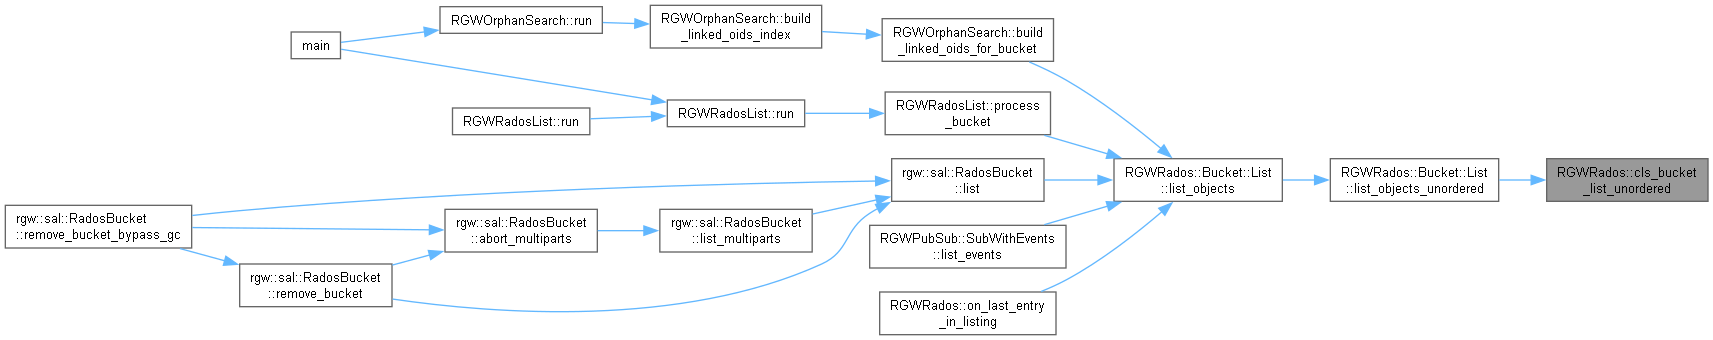 RGWOrphanSearch::run
RGWOrphanSearch::build
_linked_oids_index
RGWOrphanSearch::build
_linked_oids_for_bucket
main
RGWRadosList::process
_bucket
RGWRadosList::run
RGWRadosList::run
rgw::sal::RadosBucket
::list
RGWRados::Bucket::List
::list_objects
RGWRados::Bucket::List
::list_objects_unordered
RGWRados::cls_bucket
_list_unordered
rgw::sal::RadosBucket
::remove_bucket_bypass_gc
rgw::sal::RadosBucket
::abort_multiparts
rgw::sal::RadosBucket
::list_multiparts
RGWPubSub::SubWithEvents
::list_events
rgw::sal::RadosBucket
::remove_bucket
RGWRados::on_last_entry
_in_listing